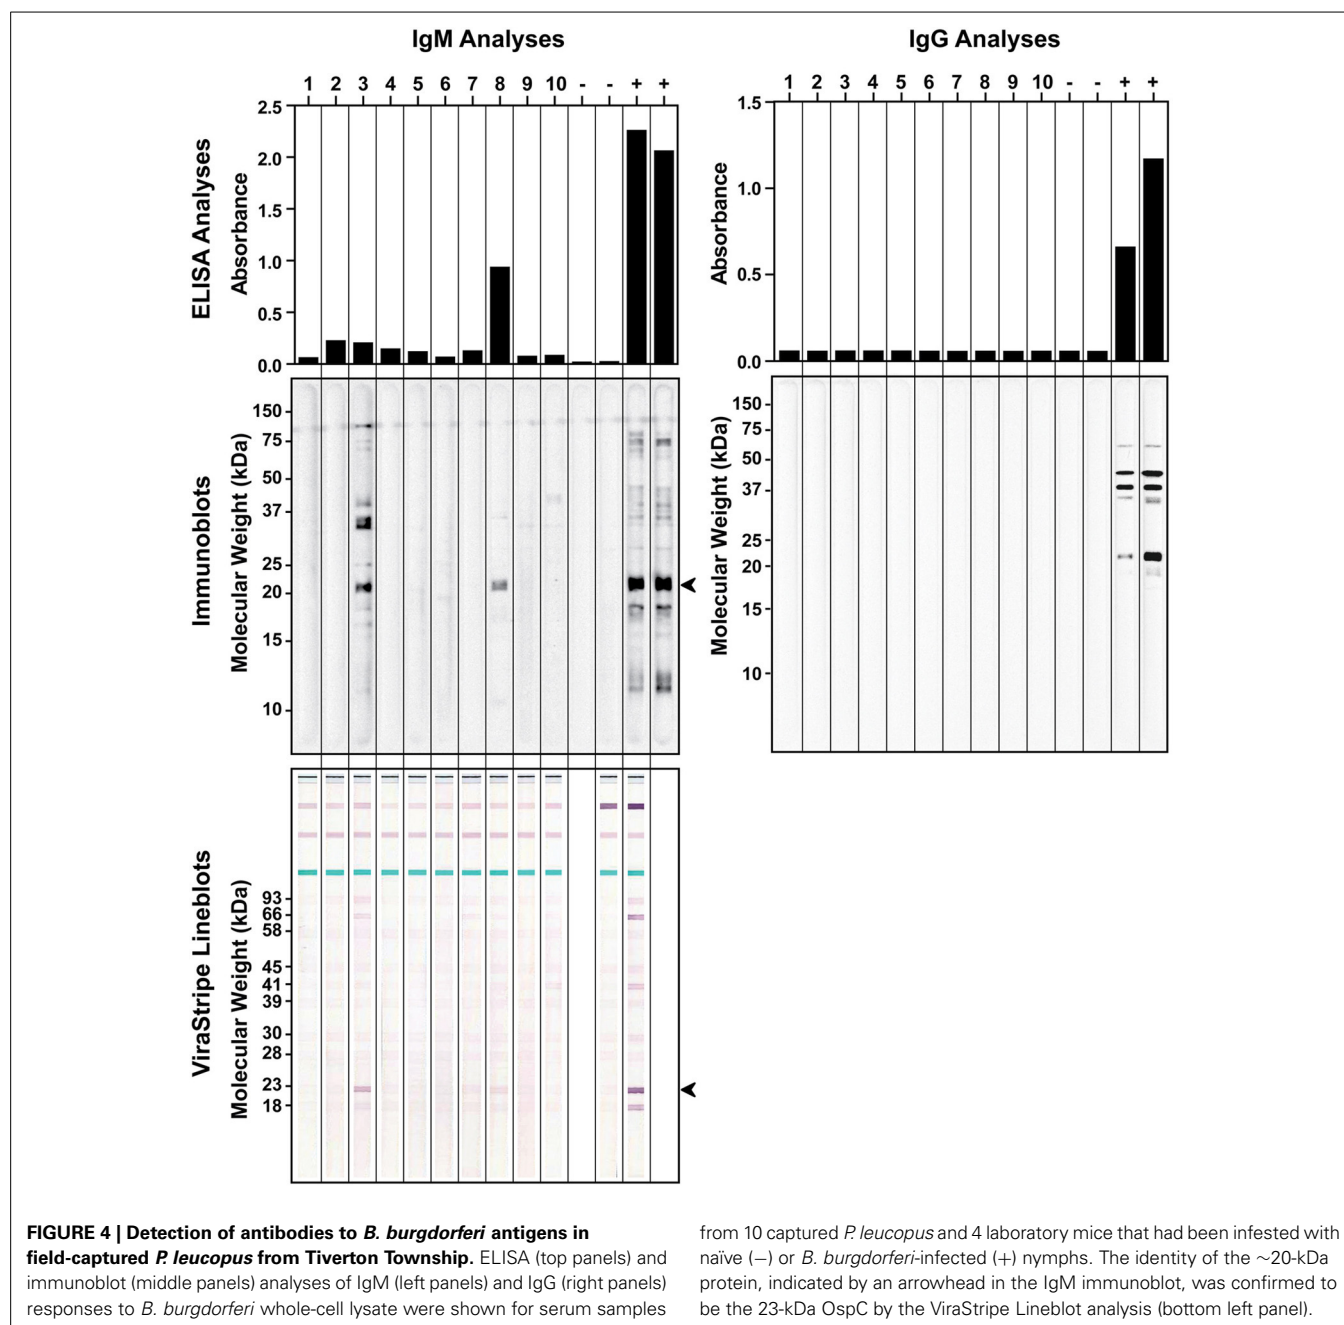 IgM Analyses
1 2 3 4 5 6 7 8 9 10 - - + +
ELISA Analyses
Absorbance
2.5
2.0
1.5
1.0
0.5
0.0
Immunoblots
Molecular Weight (kDa)
150
75
50
37
25
20
15
10
ViraStripe Lineblots
Molecular Weight (kDa)
93
66
58
45
41
39
30
28
23
18
IgG Analyses
1 2 3 4 5 6 7 8 9 10 - - + +
Absorbance
1.5
1.0
0.5
0.0
Molecular Weight (kDa)
150
75
50
37
25
20
15
10
FIGURE 4 | Detection of antibodies to B. burgdorferi antigens in
field-captured P. leucopus from Tiverton Township. ELISA (top panels) and
immunoblot (middle panels) analyses of IgM (left panels) and IgG (right panels)
responses to B. burgdorferi whole-cell lysate were shown for serum samples
from 10 captured P. leucopus and 4 laboratory mice that had been infested with
naïve (−) or B. burgdorferi-infected (+) nymphs. The identity of the ∼20-kDa
protein, indicated by an arrowhead in the IgM immunoblot, was confirmed to
be the 23-kDa OspC by the ViraStripe Lineblot analysis (bottom left panel).